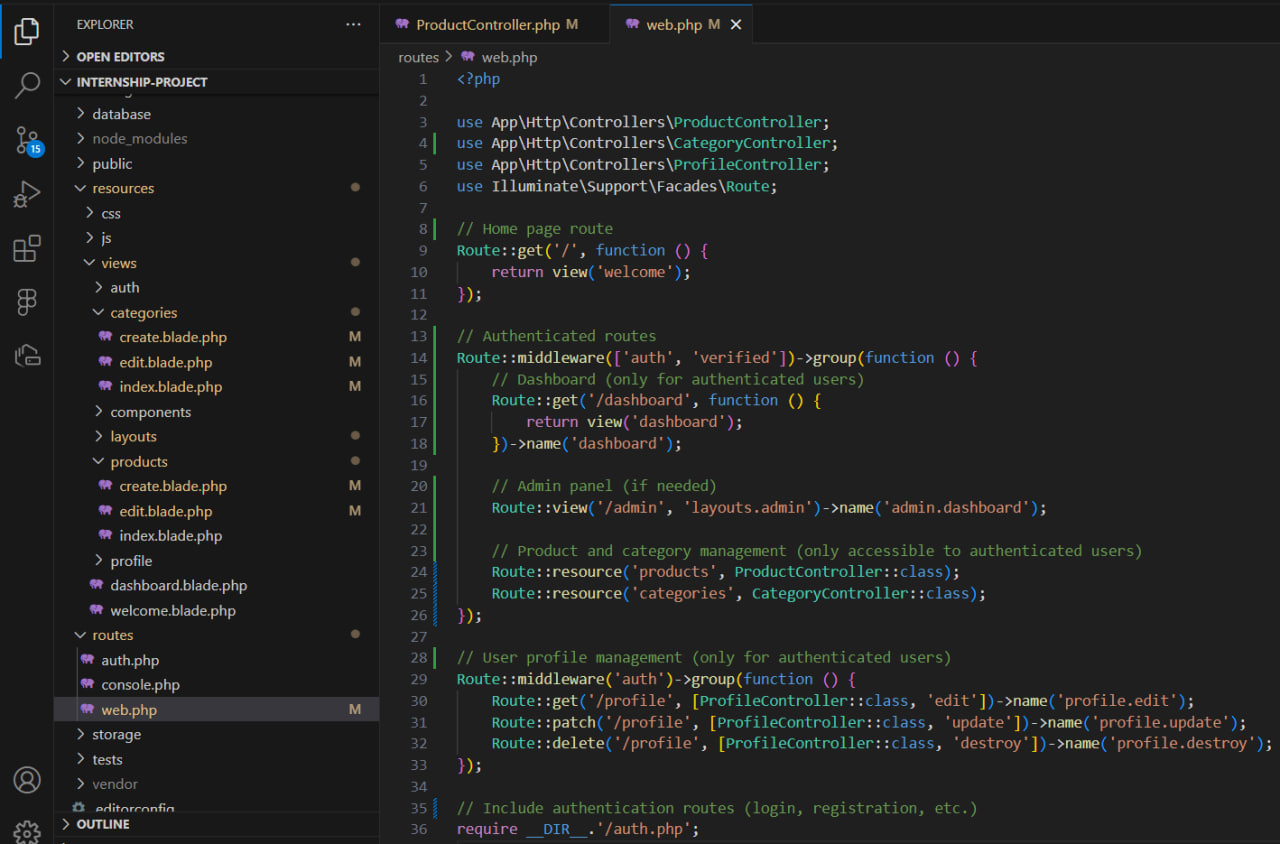 EXPLORER
OPEN EDITORS
INTERNSHIP-PROJECT
database
node_modules
public
resources
css
js
views
auth
categories
create.blade.php M
edit.blade.php M
index.blade.php M
components
layouts
products
create.blade.php M
edit.blade.php M
index.blade.php
profile
dashboard.blade.php
welcome.blade.php
routes
auth.php
console.php
web.php M
storage
tests
vendor
.editorconfig
OUTLINE
15
ProductController.php M
web.php M
routes > web.php
1 <?php
2
3 use App\Http\Controllers\ProductController;
4 use App\Http\Controllers\CategoryController;
5 use App\Http\Controllers\ProfileController;
6 use Illuminate\Support\Facades\Route;
7
8 // Home page route
9 Route::get('/', function () {
10     return view('welcome');
11 });
12
13 // Authenticated routes
14 Route::middleware(['auth', 'verified'])->group(function () {
15     // Dashboard (only for authenticated users)
16     Route::get('/dashboard', function () {
17         return view('dashboard');
18     })->name('dashboard');
19
20     // Admin panel (if needed)
21     Route::view('/admin', 'layouts.admin')->name('admin.dashboard');
22
23     // Product and category management (only accessible to authenticated users)
24     Route::resource('products', ProductController::class);
25     Route::resource('categories', CategoryController::class);
26 });
27
28 // User profile management (only for authenticated users)
29 Route::middleware('auth')->group(function () {
30     Route::get('/profile', [ProfileController::class, 'edit'])->name('profile.edit');
31     Route::patch('/profile', [ProfileController::class, 'update'])->name('profile.update');
32     Route::delete('/profile', [ProfileController::class, 'destroy'])->name('profile.destroy');
33 });
34
35 // Include authentication routes (login, registration, etc.)
36 require __DIR__.'/auth.php';